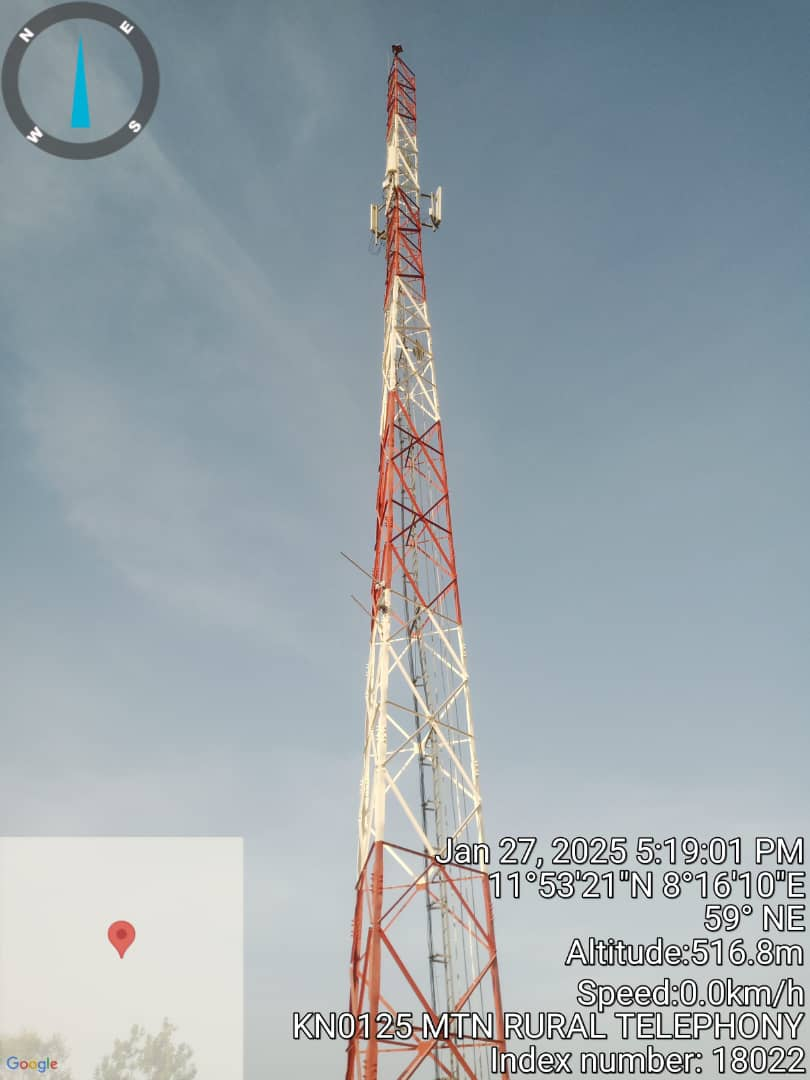 N
E
W
S
Jan 27, 2025 5:19:01 PM
11°53'21"N 8°16'10"E
59° NE
Altitude:516.8m
Speed:0.0km/h
KN0125 MTN RURAL TELEPHONY
Index number: 18022
Google